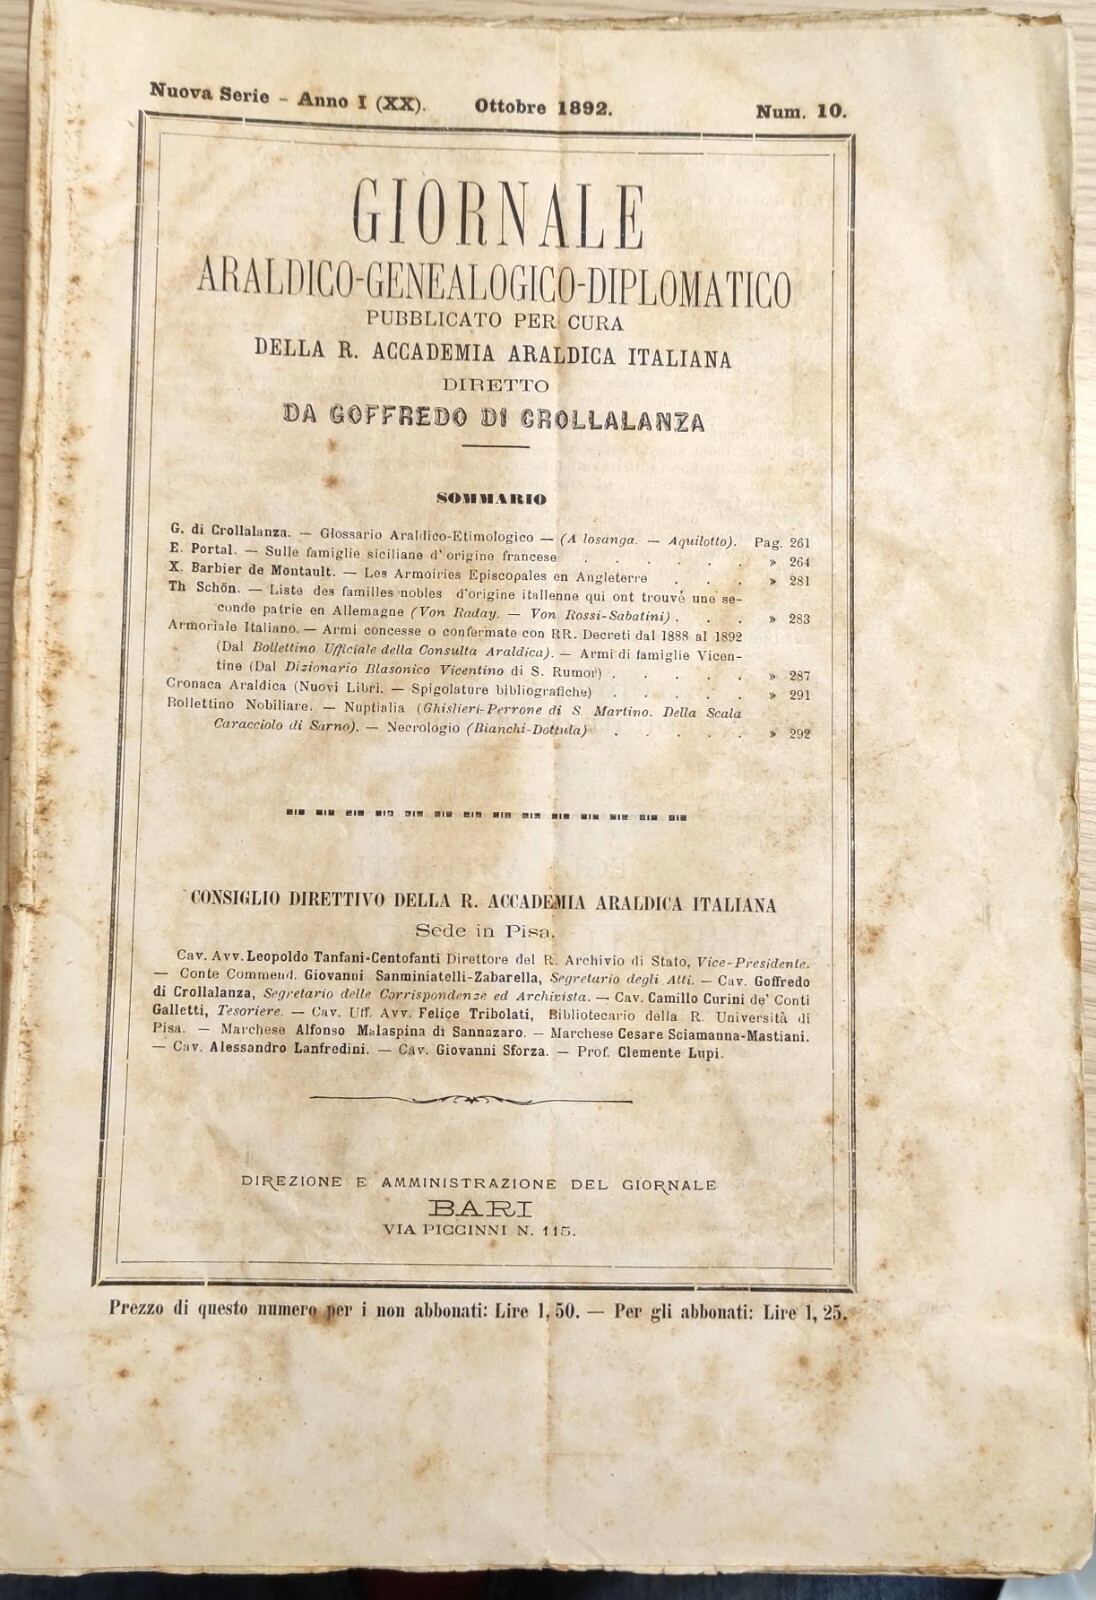 Nuova Serie - Anno I (XX). Ottobre 1892. Num. 10.
GIORNALE
ARALDICO-GENEALOGICO-DIPLOMATICO
PUBBLICATO PER CURA
DELLA R. ACCADEMIA ARALDICA ITALIANA
DIRETTO
DA GOFFREDO DI CROLLALANZA
SOMMARIO
G. di Crollalanza. — Glossario Araldico-Etimologico — (A losanga. — Aquilotto). Pag. 261
E. Portal. — Sulle famiglie siciliane d'origine francese . . . . . . » 264
X. Barbier de Montault. — Les Armoiries Episcopales en Angleterre . . . » 281
Th Schön. — Liste des familles nobles d'origine italienne qui ont trouvé une se-
conde patrie en Allemagne (Von Raday. — Von Rossi-Sabatini) . . . » 283
Armoriale Italiano. — Armi concesse o confermate con RR. Decreti dal 1888 al 1892
(Dal Bollettino Ufficiale della Consulta Araldica). — Armi di famiglie Vicen-
tine (Dal Dizionario Blasonico Vicentino di S. Rumor) . . . . . » 287
Cronaca Araldica (Nuovi Libri. — Spigolature bibliografiche) . . . . . » 291
Bollettino Nobiliare. — Nuptialia (Ghislieri-Perrone di S Martino. Della Scala
Caracciolo di Sarno). — Necrologio (Bianchi-Dottula) . . . . . » 292
CONSIGLIO DIRETTIVO DELLA R. ACCADEMIA ARALDICA ITALIANA
Sede in Pisa.
Cav. Avv. Leopoldo Tanfani-Centofanti Direttore del R. Archivio di Stato, Vice-Presidente.
— Conte Commend. Giovanni Sanminiatelli-Zabarella, Segretario degli Atti. — Cav. Goffredo
di Crollalanza, Segretario delle Corrispondenze ed Archivista. — Cav. Camillo Curini de' Conti
Galletti, Tesoriere. — Cav. Uff. Avv. Felice Tribolati, Bibliotecario della R. Università di
Pisa. — Marchese Alfonso Malaspina di Sannazaro. — Marchese Cesare Sciamanna-Mastiani.
— Cav. Alessandro Lanfredini. — Cav. Giovanni Sforza. — Prof. Clemente Lupi.
DIREZIONE E AMMINISTRAZIONE DEL GIORNALE
BARI
VIA PICCINNI N. 115.
Prezzo di questo numero per i non abbonati: Lire 1, 50. — Per gli abbonati: Lire 1, 25.